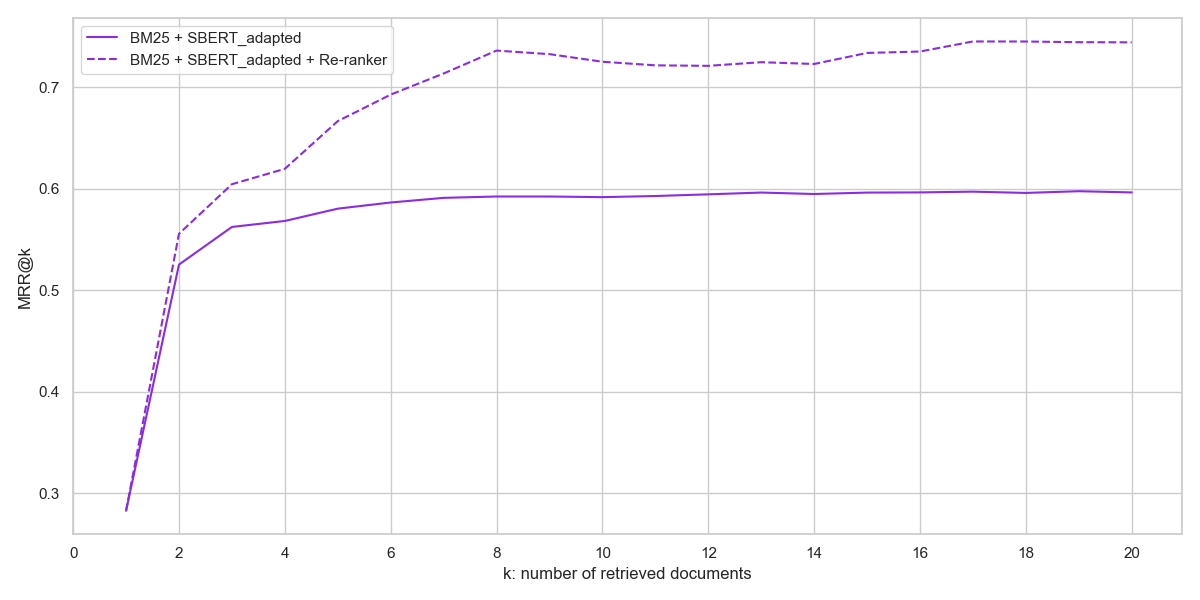 BM25 + SBERT_adapted
BM25 + SBERT_adapted + Re-ranker
MRR@k
0.7
0.6
0.5
0.4
0.3
0 2 4 6 8 10 12 14 16 18 20
k: number of retrieved documents